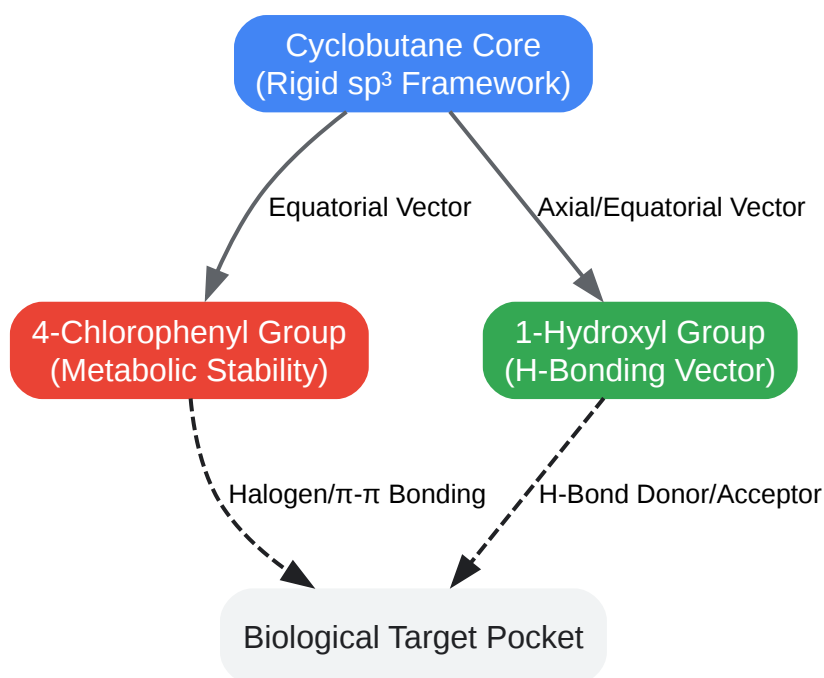 Cyclobutane Core
(Rigid sp³ Framework)
Equatorial Vector
Axial/Equatorial Vector
4-Chlorophenyl Group
(Metabolic Stability)
1-Hydroxyl Group
(H-Bonding Vector)
Halogen/π-π Bonding
H-Bond Donor/Acceptor
Biological Target Pocket